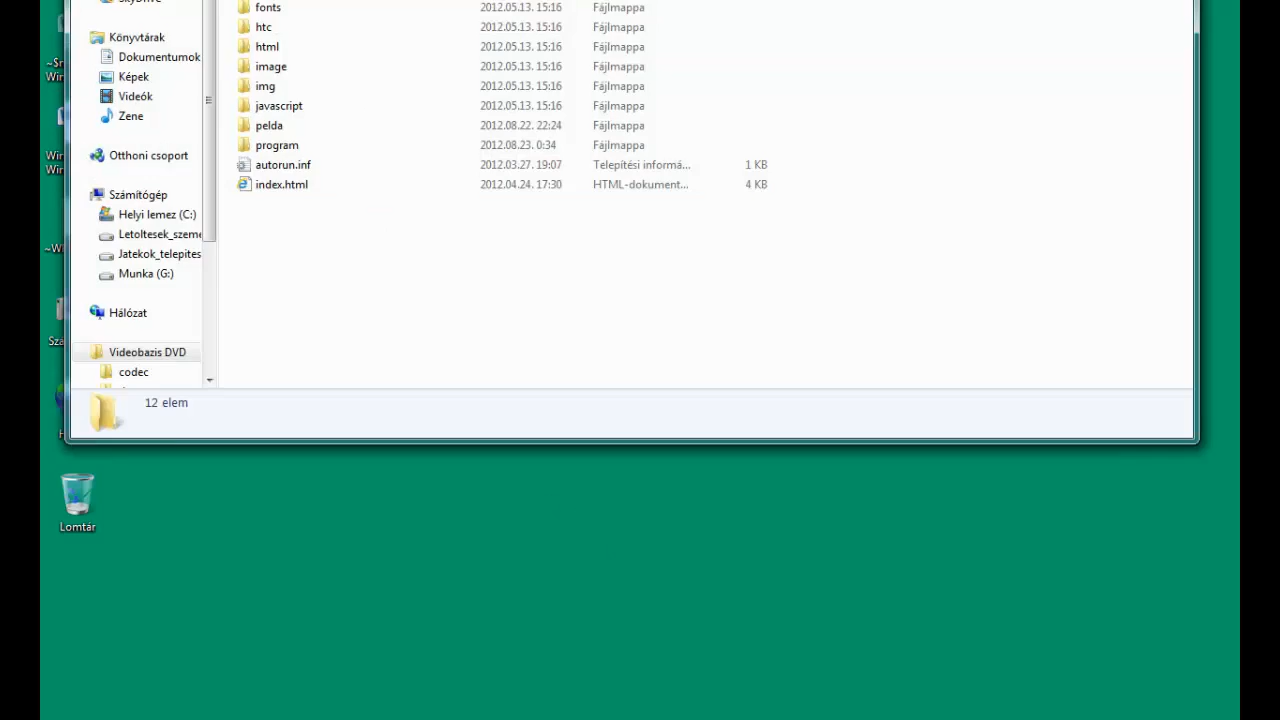 SkyDrive
fonts 2012.05.13. 15:16 Fájlmappa
htc 2012.05.13. 15:16 Fájlmappa
Könyvtárak
html 2012.05.13. 15:16 Fájlmappa
Dokumentumok
image 2012.05.13. 15:16 Fájlmappa
Képek
img 2012.05.13. 15:16 Fájlmappa
Videók
javascript 2012.05.13. 15:16 Fájlmappa
Zene
pelda 2012.08.22. 22:24 Fájlmappa
program 2012.08.23. 0:34 Fájlmappa
Otthoni csoport
autorun.inf 2012.03.27. 19:07 Telepítési informá... 1 KB
index.html 2012.04.24. 17:30 HTML-dokument... 4 KB
Számítógép
Helyi lemez (C:)
Letoltesek_szeme
Jatekok_telepites
Munka (G:)
Hálózat
Videobazis DVD
codec
12 elem
Win
Win
Win
Lomtár